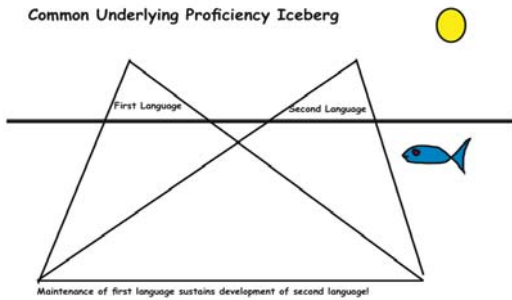 Common Underlying Proficiency Iceberg
First Language
Second Language
Maintenance of first language sustains development of second language!